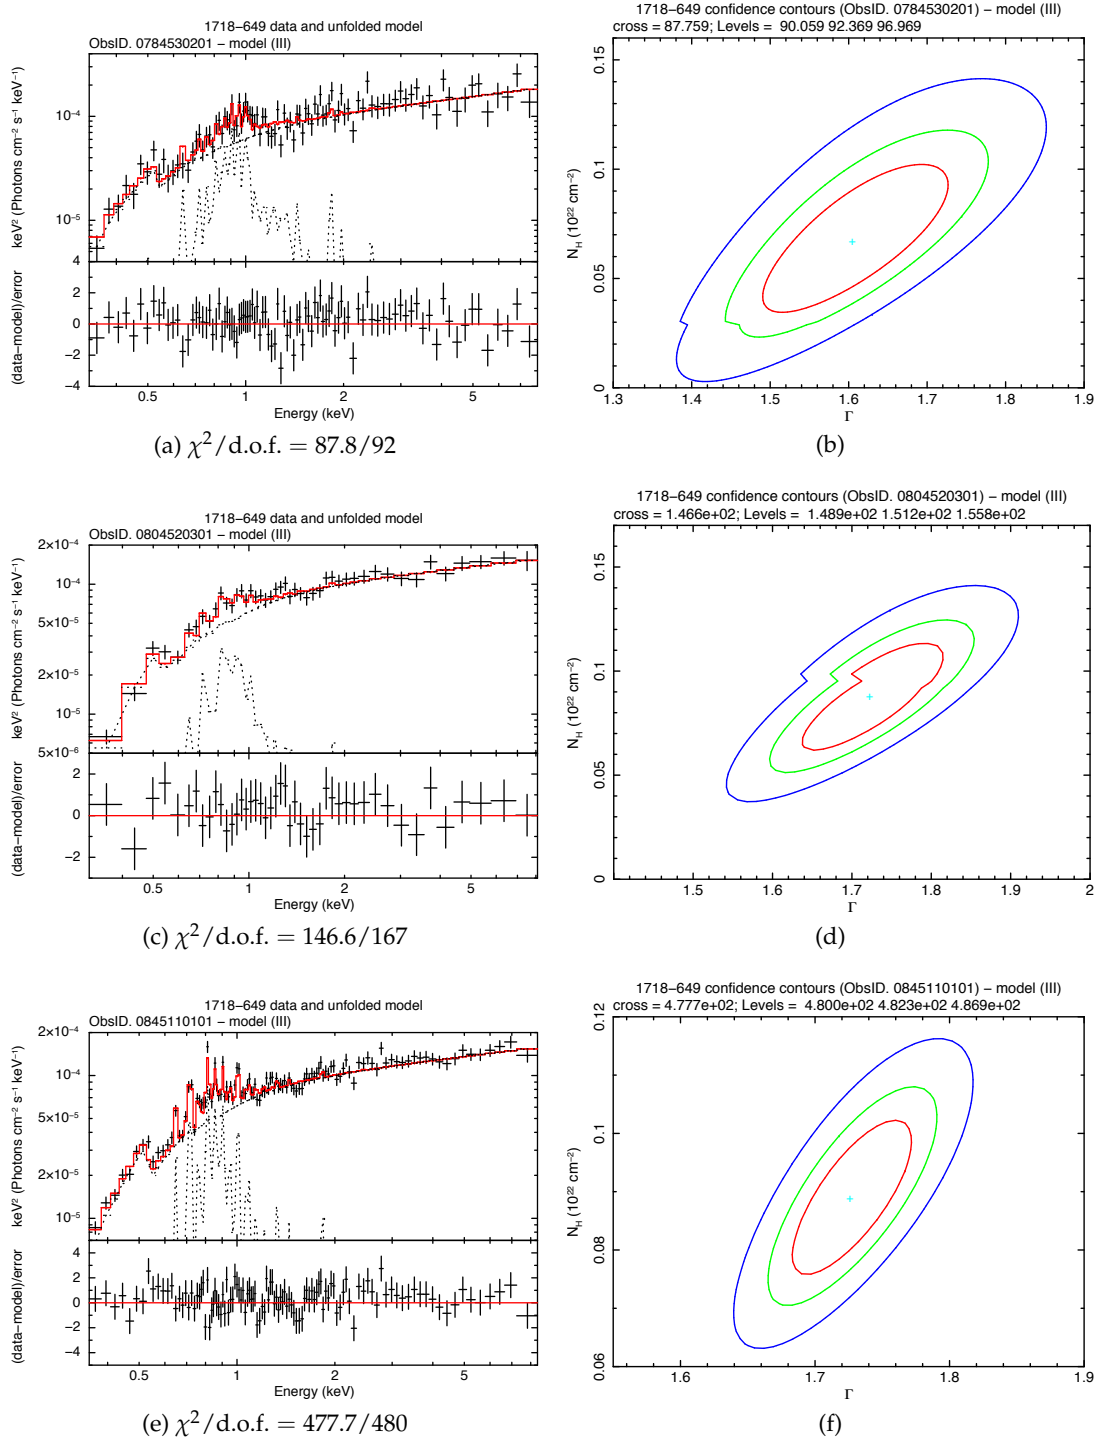 1718−649 data and unfolded model
ObsID. 0784530201 − model (III)
keV² (Photons cm⁻² s⁻¹ keV⁻¹)
10⁻⁴
10⁻⁵
4
(data−model)/error
2
0
−2
−4
0.5 1 2 5
Energy (keV)
(a) χ²/d.o.f. = 87.8/92
1718−649 confidence contours (ObsID. 0784530201) − model (III)
cross = 87.759; Levels = 90.059 92.369 96.969
N_H (10²² cm⁻²)
0.15
0.1
0.05
0
1.3 1.4 1.5 1.6 1.7 1.8 1.9
Γ
(b)
1718−649 data and unfolded model
ObsID. 0804520301 − model (III)
keV² (Photons cm⁻² s⁻¹ keV⁻¹)
2×10⁻⁴
10⁻⁴
5×10⁻⁵
2×10⁻⁵
10⁻⁵
5×10⁻⁶
(data−model)/error
2
0
−2
0.5 1 2 5
Energy (keV)
(c) χ²/d.o.f. = 146.6/167
1718−649 confidence contours (ObsID. 0804520301) − model (III)
cross = 1.466e+02; Levels = 1.489e+02 1.512e+02 1.558e+02
N_H (10²² cm⁻²)
0.15
0.1
0.05
0
1.5 1.6 1.7 1.8 1.9 2
Γ
(d)
1718−649 data and unfolded model
ObsID. 0845110101 − model (III)
keV² (Photons cm⁻² s⁻¹ keV⁻¹)
2×10⁻⁴
10⁻⁴
5×10⁻⁵
2×10⁻⁵
10⁻⁵
(data−model)/error
4
2
0
−2
−4
0.5 1 2 5
Energy (keV)
(e) χ²/d.o.f. = 477.7/480
1718−649 confidence contours (ObsID. 0845110101) − model (III)
cross = 4.777e+02; Levels = 4.800e+02 4.823e+02 4.869e+02
N_H (10²² cm⁻²)
0.12
0.1
0.08
0.06
1.6 1.7 1.8 1.9
Γ
(f)